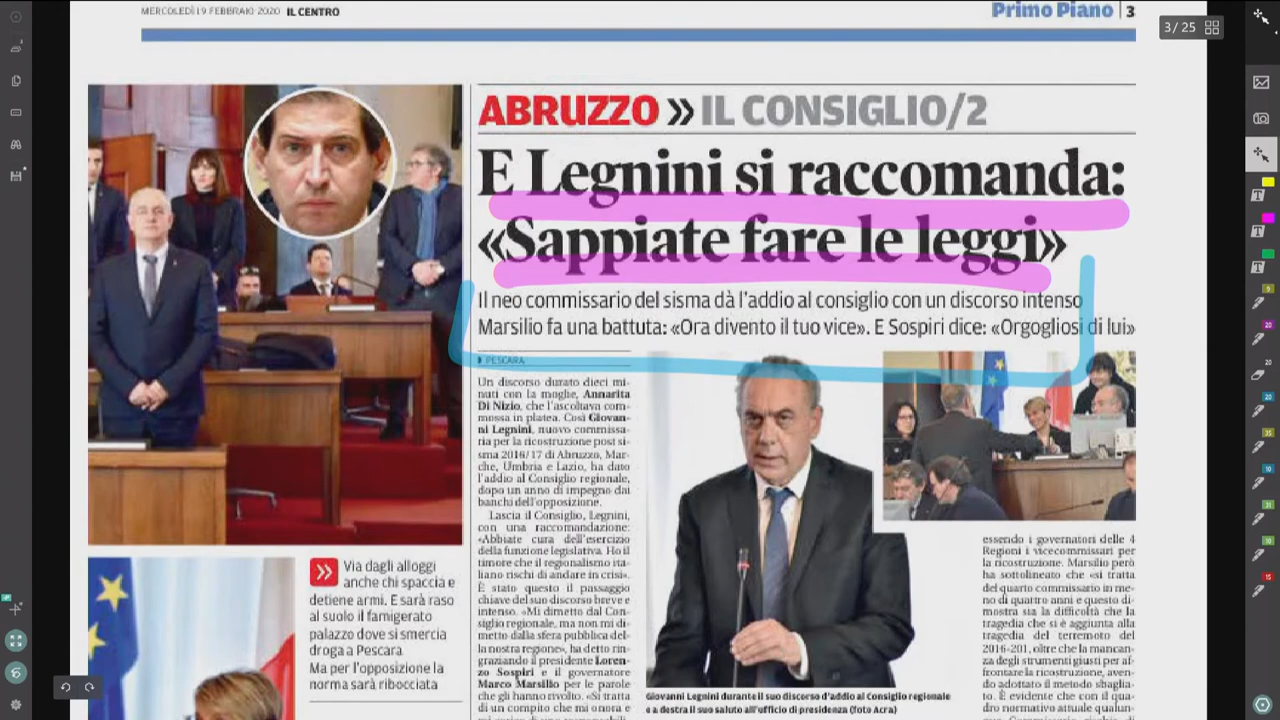 MERCOLEDÌ 19 FEBBRAIO 2020 IL CENTRO
Primo Piano | 3
3 / 25
ABRUZZO » IL CONSIGLIO/2
E Legnini si raccomanda:
«Sappiate fare le leggi»
Il neo commissario del sisma dà l'addio al consiglio con un discorso intenso
Marsilio fa una battuta: «Ora divento il tuo vice». E Sospiri dice: «Orgogliosi di lui»
PESCARA
Un discorso durato dieci mi-
nuti con la moglie, Annarita
Di Nizio, che l'ascoltava com-
mossa in platea. Così Giovan-
ni Legnini, nuovo commissa-
ria per la ricostruzione post si-
sma 2016/17 di Abruzzo, Mar-
che, Umbria e Lazio, ha dato
l'addio al Consiglio regionale,
dopo un anno di impegno dai
banchi dell'opposizione.
Lascia il Consiglio, Legnini,
con una raccomandazione:
«Abbiate cura dell'esercizio
della funzione legislativa. Ho il
timore che il regionalismo ita-
liano rischi di andare in crisi».
È stato questo il passaggio
chiave del suo discorso breve e
intenso. «Mi dimetto dal Con-
siglio regionale, ma non mi di-
metto dalla sfera pubblica del-
la nostra regione», ha detto rin-
graziando il presidente Loren-
zo Sospiri e il governatore
Marco Marsilio per le parole
che gli hanno rivolto. «Si tratta
di un compito che mi onora e
» Via dagli alloggi
anche chi spaccia e
detiene armi. E sarà raso
al suolo il famigerato
palazzo dove si smercia
droga a Pescara.
Ma per l'opposizione la
norma sarà ribocciata
Giovanni Legnini durante il suo discorso d'addio al Consiglio regionale
e a destra il suo saluto all'ufficio di presidenza (foto Acra)
essendo i governatori delle 4
Regioni i vicecommissari per
la ricostruzione. Marsilio però
ha sottolineato che «si tratta
del quarto commissario in me-
no di quattro anni e questo di-
mostra sia la difficoltà che la
tragedia che si è aggiunta alla
tragedia del terremoto del
2016-201, oltre che la mancan-
za degli strumenti giusti per af-
frontare la ricostruzione, aven-
do adottato il metodo sbaglia-
to. È evidente che con il qua-
dro normativo attuale qualun-